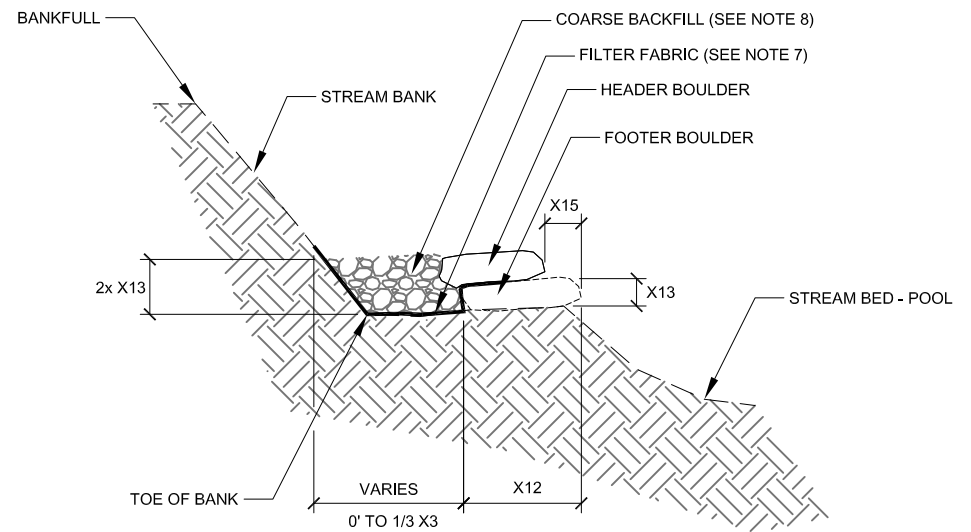 BANKFULL
COARSE BACKFILL (SEE NOTE 8)
FILTER FABRIC (SEE NOTE 7)
STREAM BANK
HEADER BOULDER
FOOTER BOULDER
X15
2x X13
X13
STREAM BED - POOL
TOE OF BANK
VARIES
X12
0' TO 1/3 X3